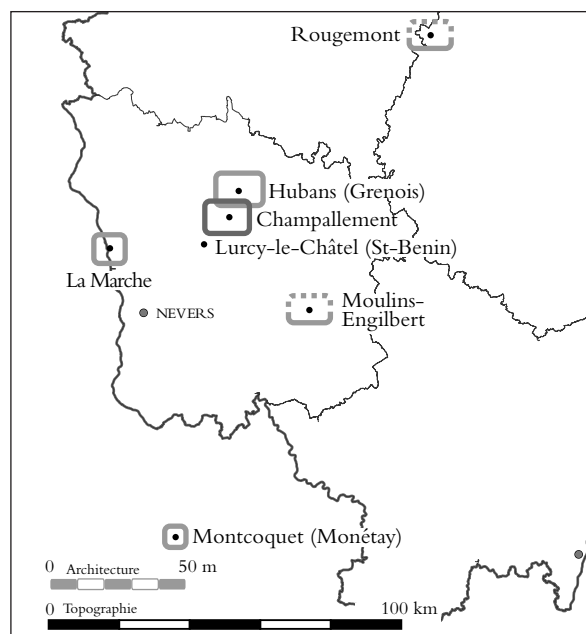 Rougemont
Hubans (Grenois)
Champallement
Lurcy-le-Châtel (St-Benin)
La Marche
Moulins-
Engilbert
NEVERS
Montcoquet (Monétay)
0 Architecture 50 m
0 Topographie 100 km